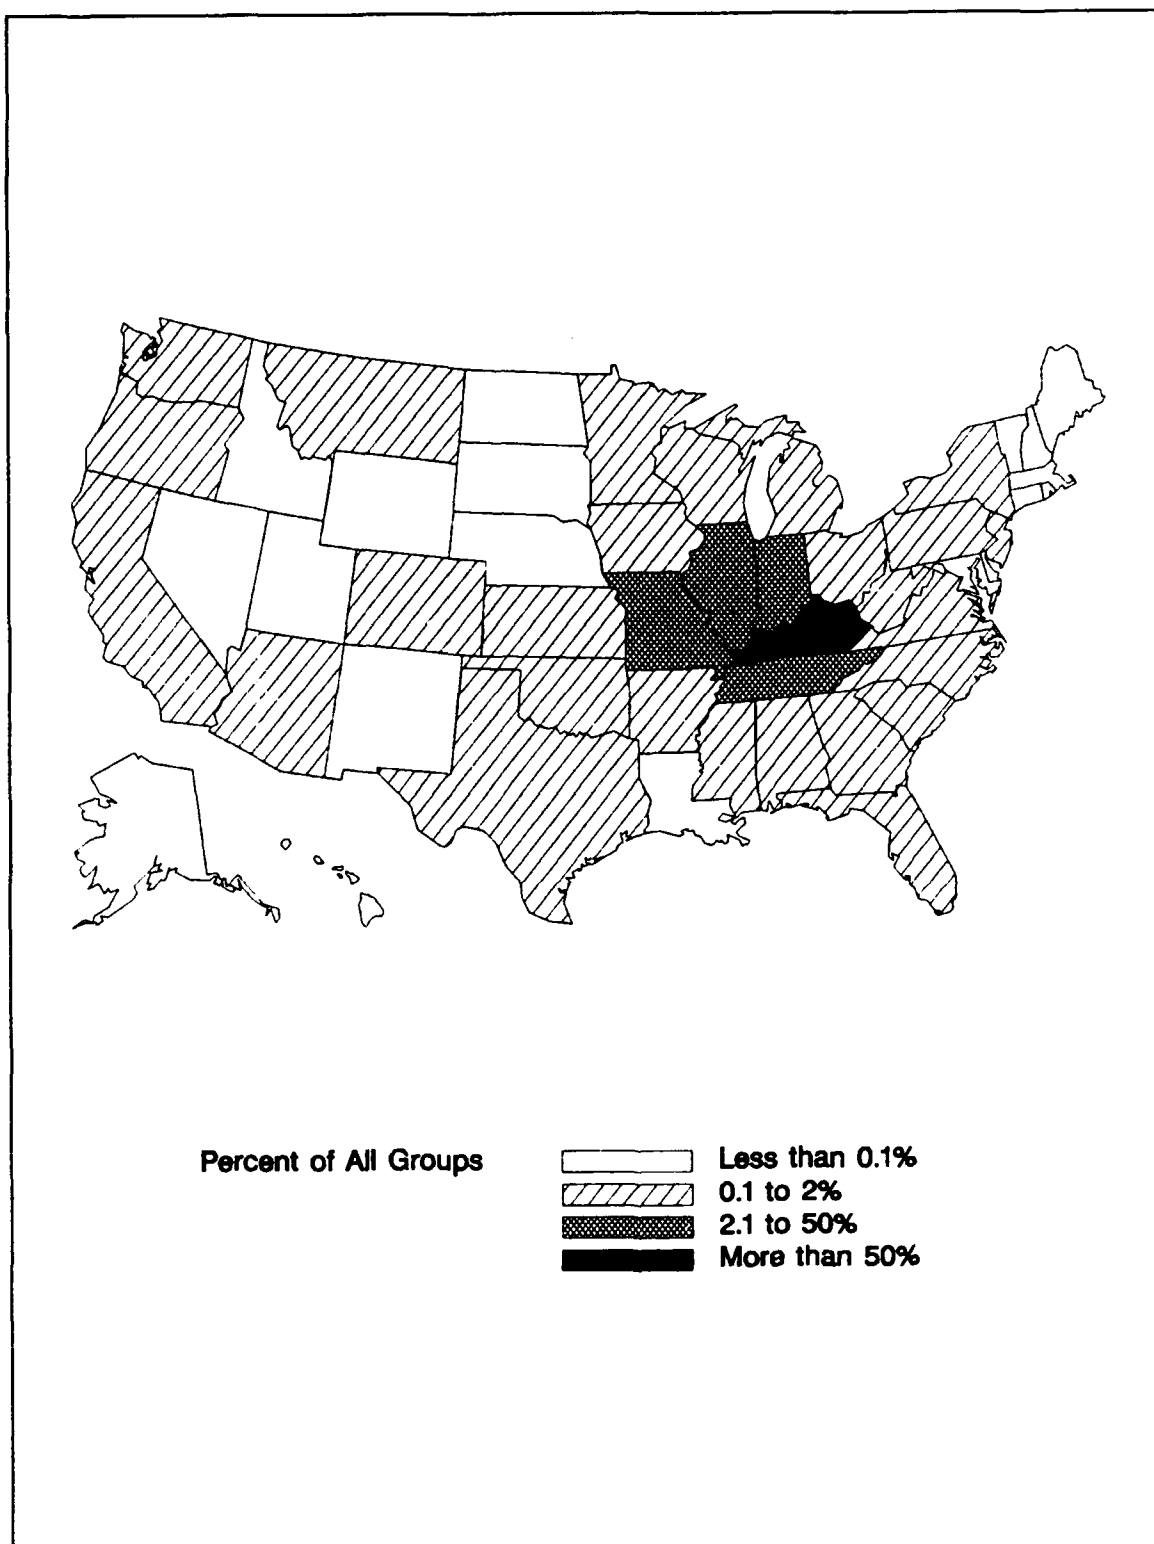 Percent of All Groups
Less than 0.1%
0.1 to 2%
2.1 to 50%
More than 50%